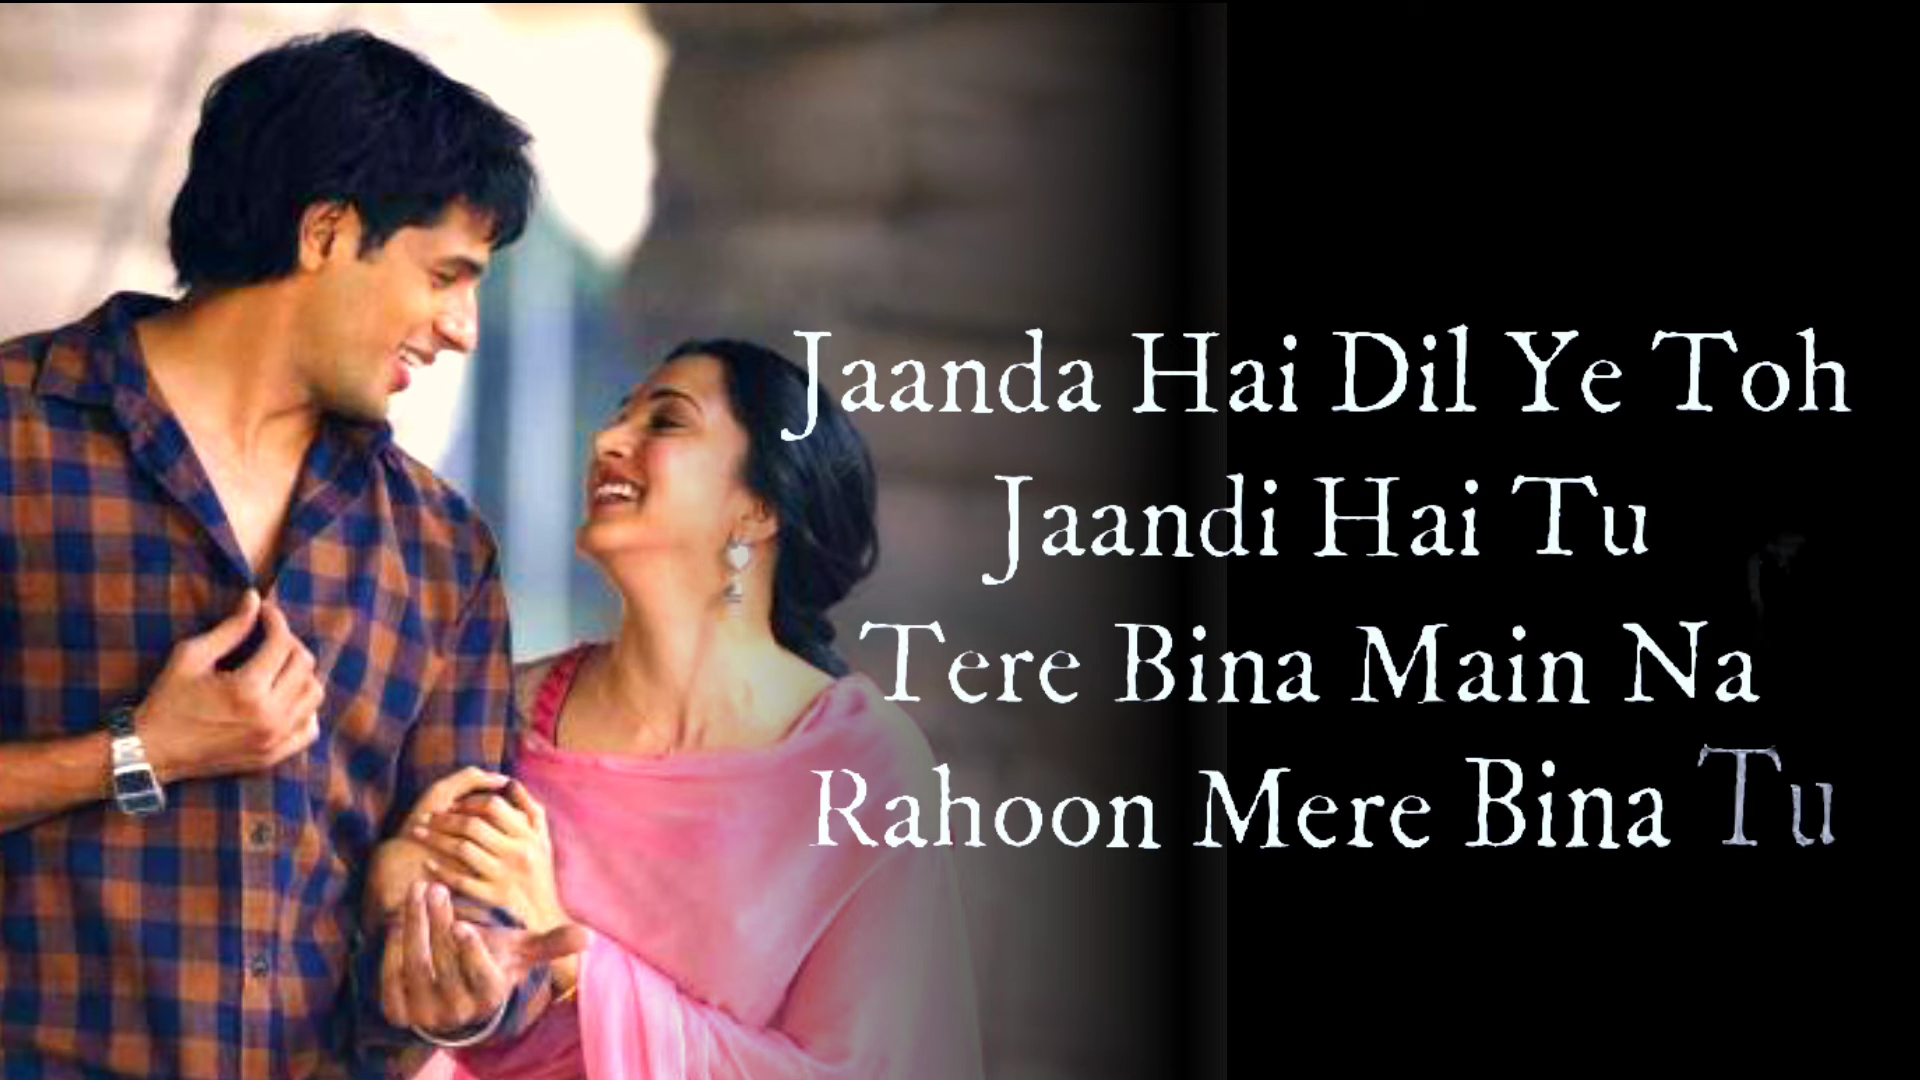 Jaanda Hai Dil Ye Toh
Jaandi Hai Tu
Tere Bina Main Na
Rahoon Mere Bina Tu